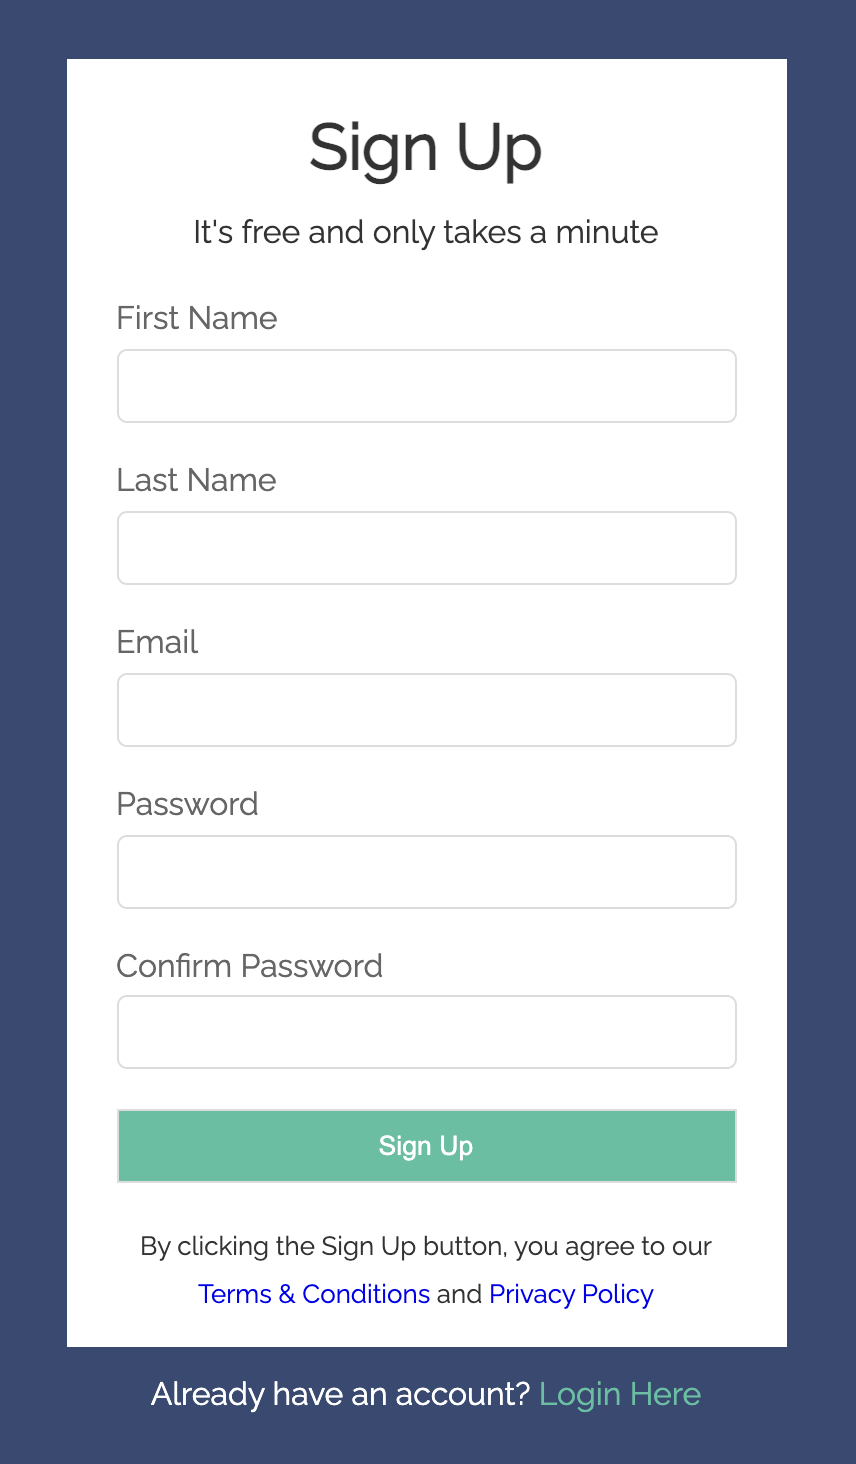 Sign Up
It's free and only takes a minute
First Name
Last Name
Email
Password
Confirm Password
Sign Up
By clicking the Sign Up button, you agree to our
Terms & Conditions and Privacy Policy
Already have an account? Login Here